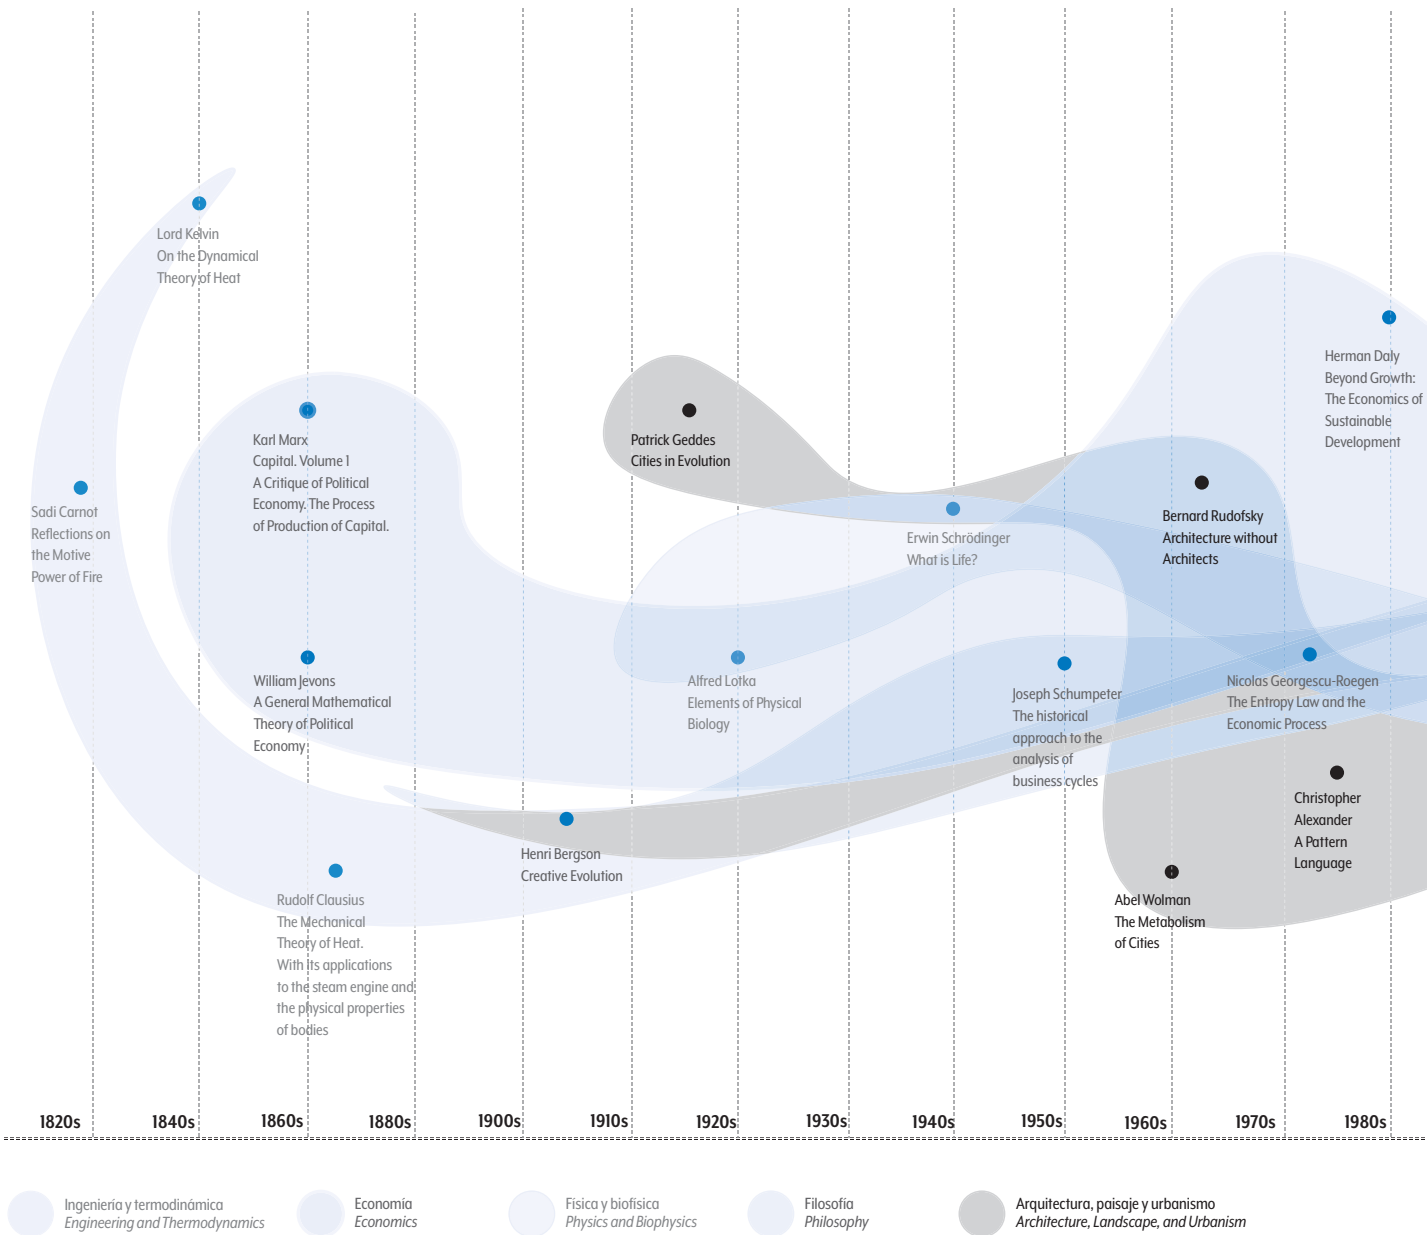 Lord Kelvin
On the Dynamical
Theory of Heat
Herman Daly
Beyond Growth:
The Economics of
Sustainable
Development
Karl Marx
Capital. Volume 1
A Critique of Political
Economy. The Process
of Production of Capital.
Patrick Geddes
Cities in Evolution
Sadi Carnot
Reflections on
the Motive
Power of Fire
Erwin Schrödinger
What is Life?
Bernard Rudofsky
Architecture without
Architects
William Jevons
A General Mathematical
Theory of Political
Economy
Alfred Lotka
Elements of Physical
Biology
Joseph Schumpeter
The historical
approach to the
analysis of
business cycles
Nicolas Georgescu-Roegen
The Entropy Law and the
Economic Process
Christopher
Alexander
A Pattern
Language
Henri Bergson
Creative Evolution
Rudolf Clausius
The Mechanical
Theory of Heat.
With its applications
to the steam engine and
the physical properties
of bodies
Abel Wolman
The Metabolism
of Cities
1820s
1840s
1860s
1880s
1900s
1910s
1920s
1930s
1940s
1950s
1960s
1970s
1980s
Ingeniería y termodinámica
Engineering and Thermodynamics
Economía
Economics
Física y biofísica
Physics and Biophysics
Filosofía
Philosophy
Arquitectura, paisaje y urbanismo
Architecture, Landscape, and Urbanism